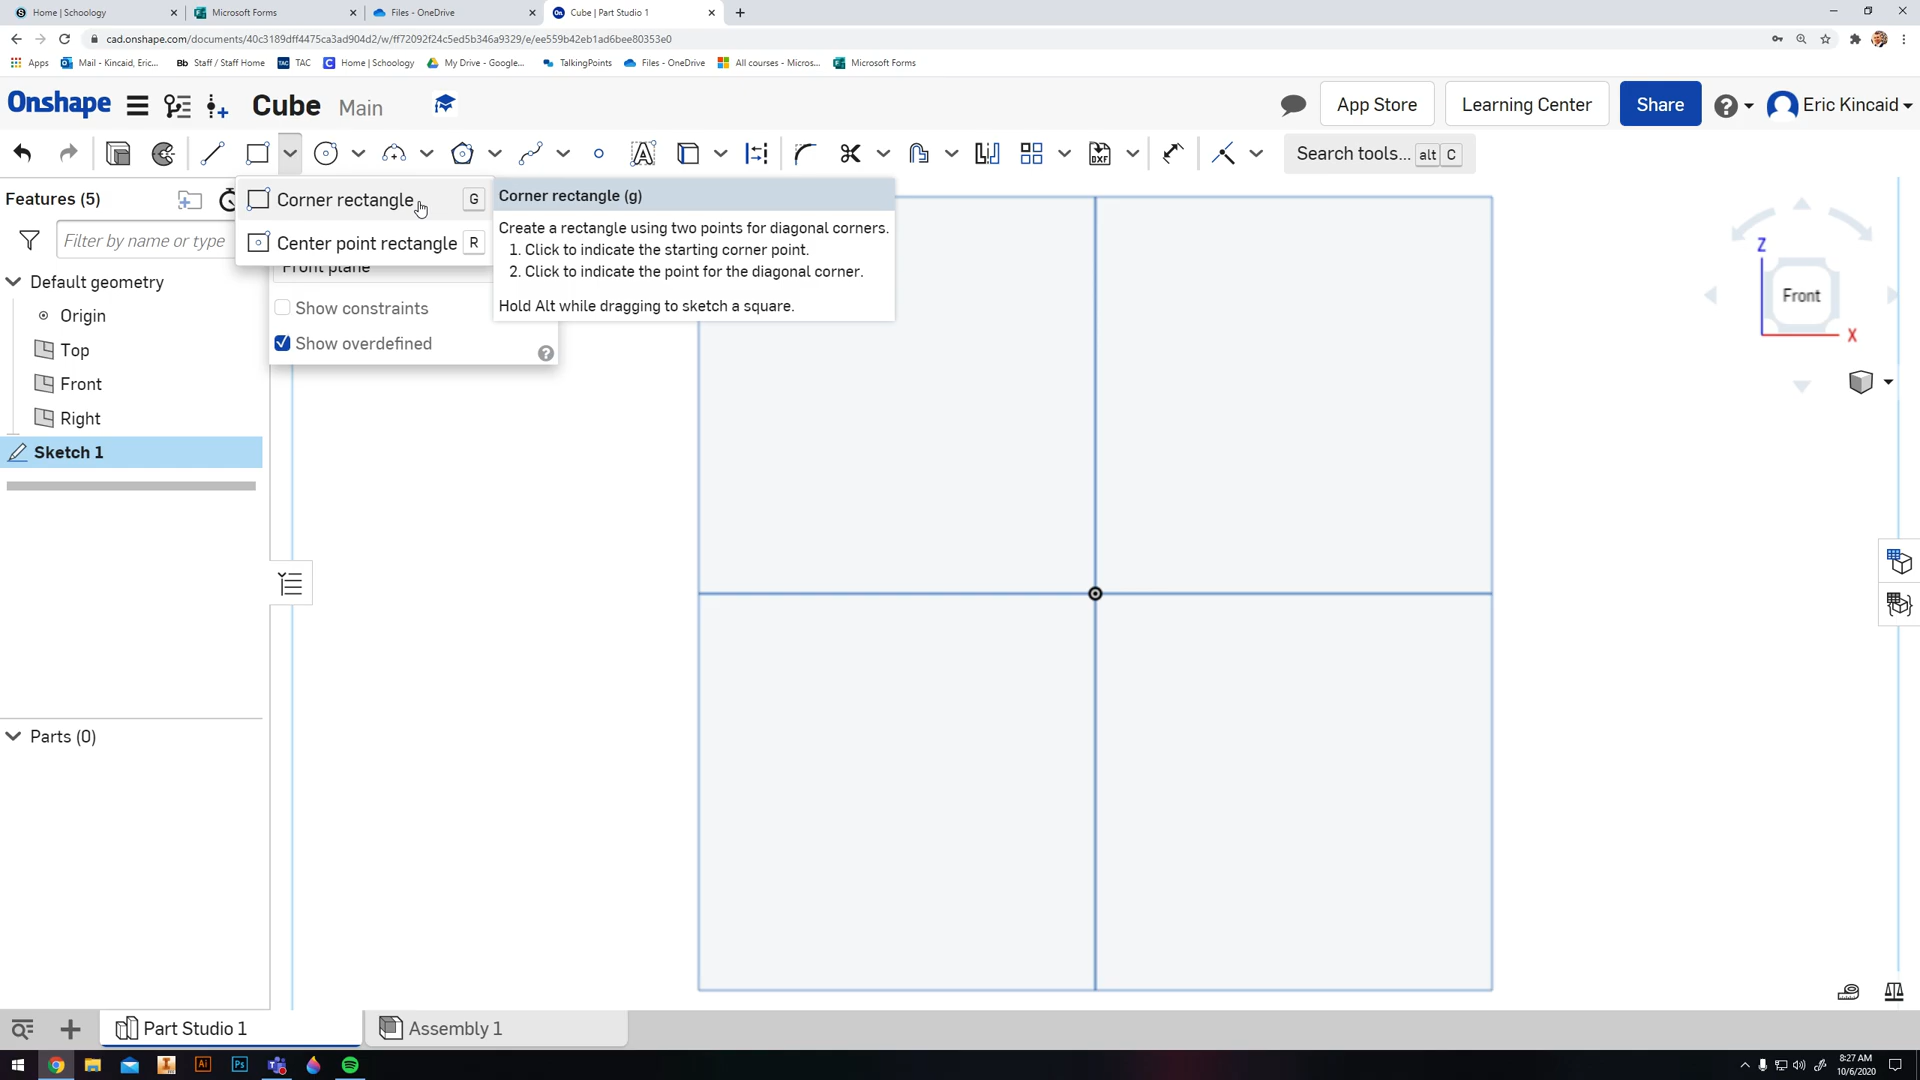 Home | Schoology
Microsoft Forms
Files - OneDrive
Cube | Part Studio 1
cad.onshape.com/documents/40c3189dff4475ca3ad904d2/w/ff72092f24c5ed5b346a9329/e/ee559b42eb1ad6bee80353e0
Apps
Mail - Kincaid, Eric...
Bb Staff / Staff Home
TAC TAC
Home | Schoology
My Drive - Google...
TalkingPoints
Files - OneDrive
All courses - Micros...
Microsoft Forms
Onshape
Cube Main
App Store
Learning Center
Share
Eric Kincaid
Search tools... alt C
Features (5)
Filter by name or type
Corner rectangle G
Center point rectangle R
Front plane
Show constraints
Show overdefined
Corner rectangle (g)
Create a rectangle using two points for diagonal corners.
1. Click to indicate the starting corner point.
2. Click to indicate the point for the diagonal corner.
Hold Alt while dragging to sketch a square.
Default geometry
Origin
Top
Front
Right
Sketch 1
Parts (0)
Z
Front
X
Part Studio 1
Assembly 1
8:27 AM
10/6/2020